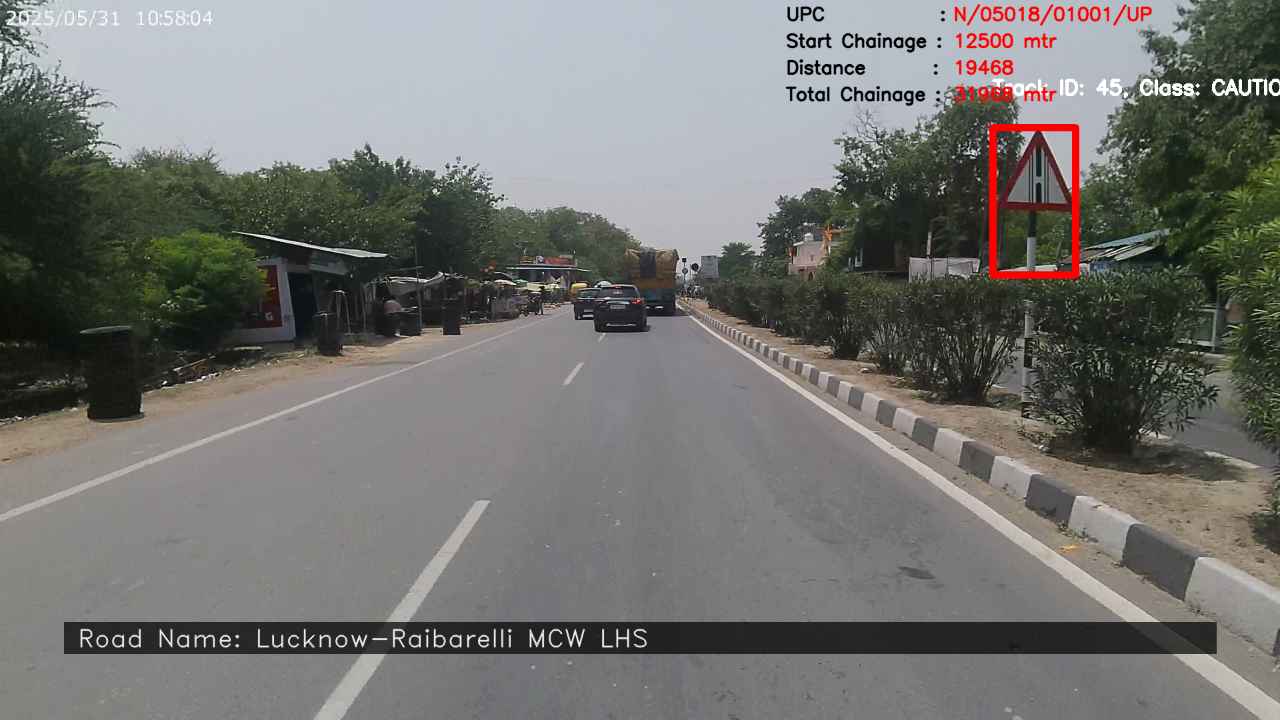 2025/05/31 10:58:04
UPC : N/05018/01001/UP
Start Chainage : 12500 mtr
Distance : 19468
Track ID: 45, Class: CAUTIO
Total Chainage : 31968 mtr
Road Name: Lucknow-Raibarelli MCW LHS